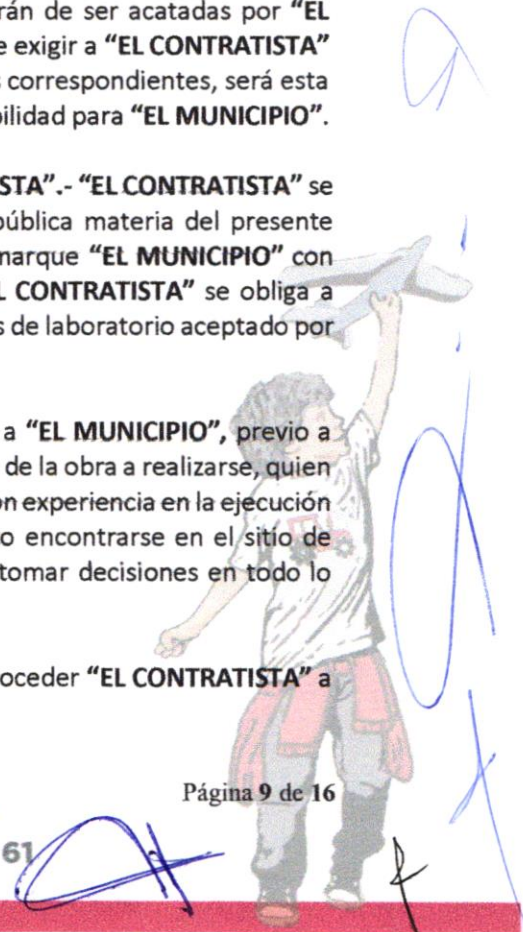 rán de ser acatadas por "EL
e exigir a "EL CONTRATISTA"
s correspondientes, será esta
bilidad para "EL MUNICIPIO".
STA".- "EL CONTRATISTA" se
pública materia del presente
marque "EL MUNICIPIO" con
L CONTRATISTA" se obliga a
s de laboratorio aceptado por
a "EL MUNICIPIO", previo a
de la obra a realizarse, quien
on experiencia en la ejecución
o encontrarse en el sitio de
tomar decisiones en todo lo
oceder "EL CONTRATISTA" a
Página 9 de 16
61